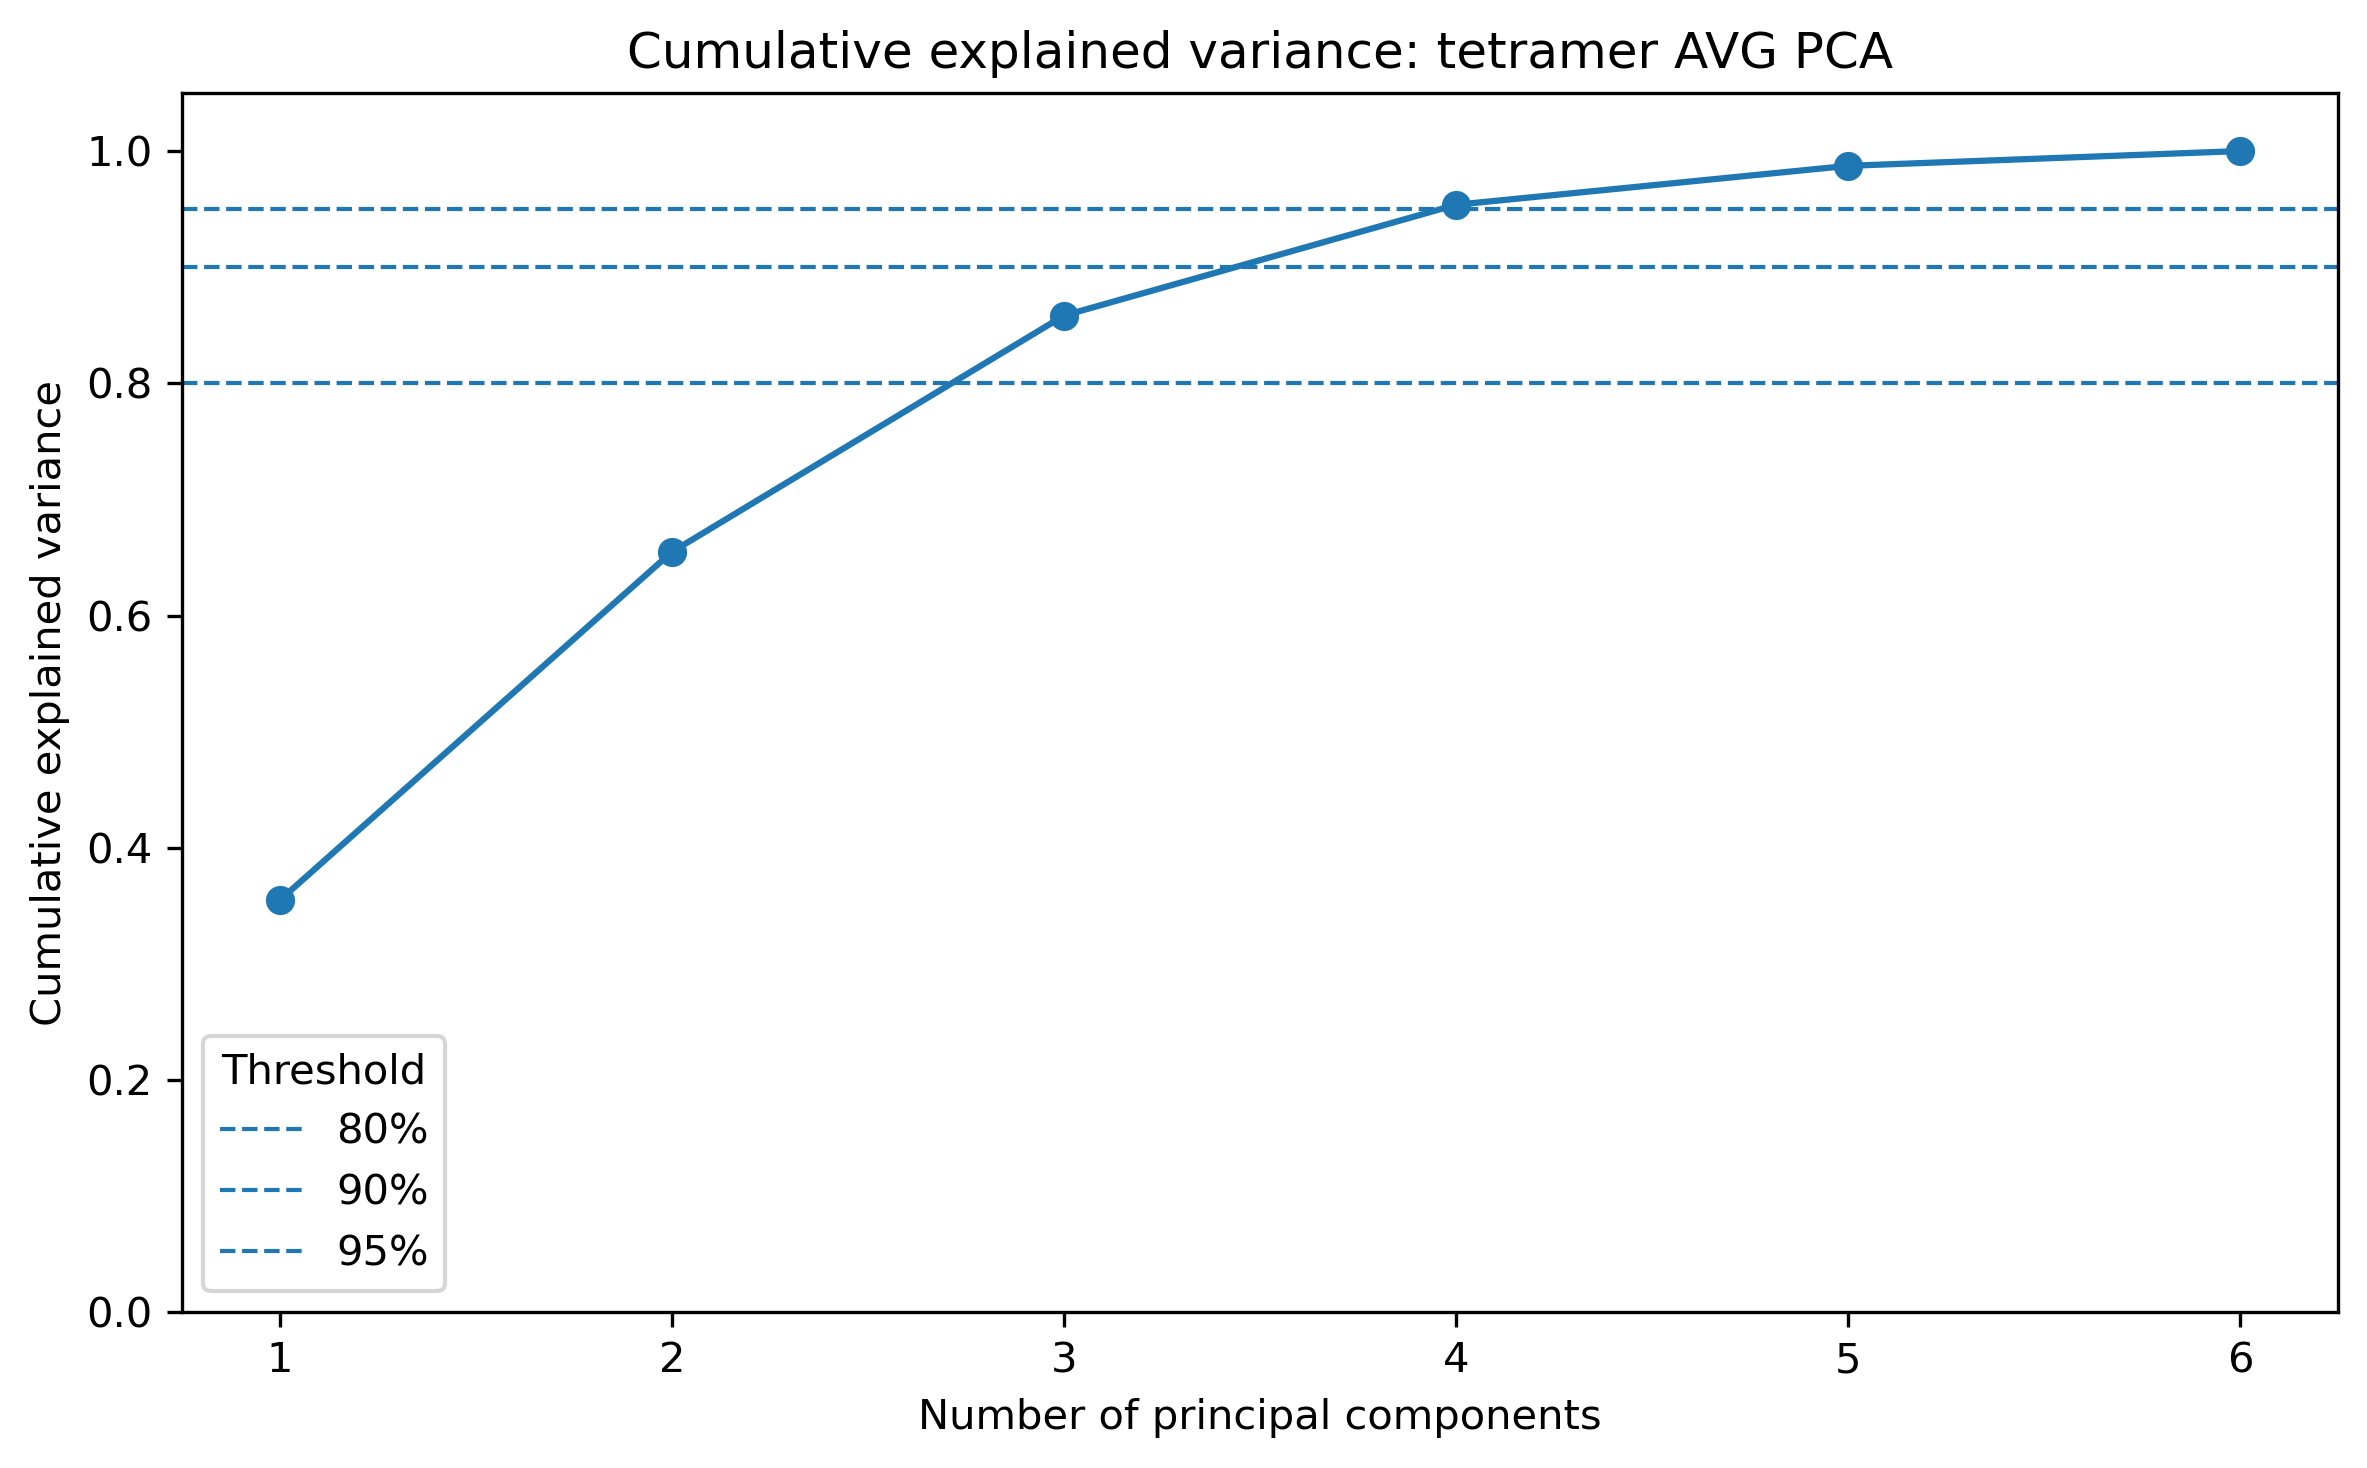 Cumulative explained variance: tetramer AVG PCA
Cumulative explained variance
1.0
0.8
0.6
0.4
0.2
0.0
Threshold
80%
90%
95%
1 2 3 4 5 6
Number of principal components